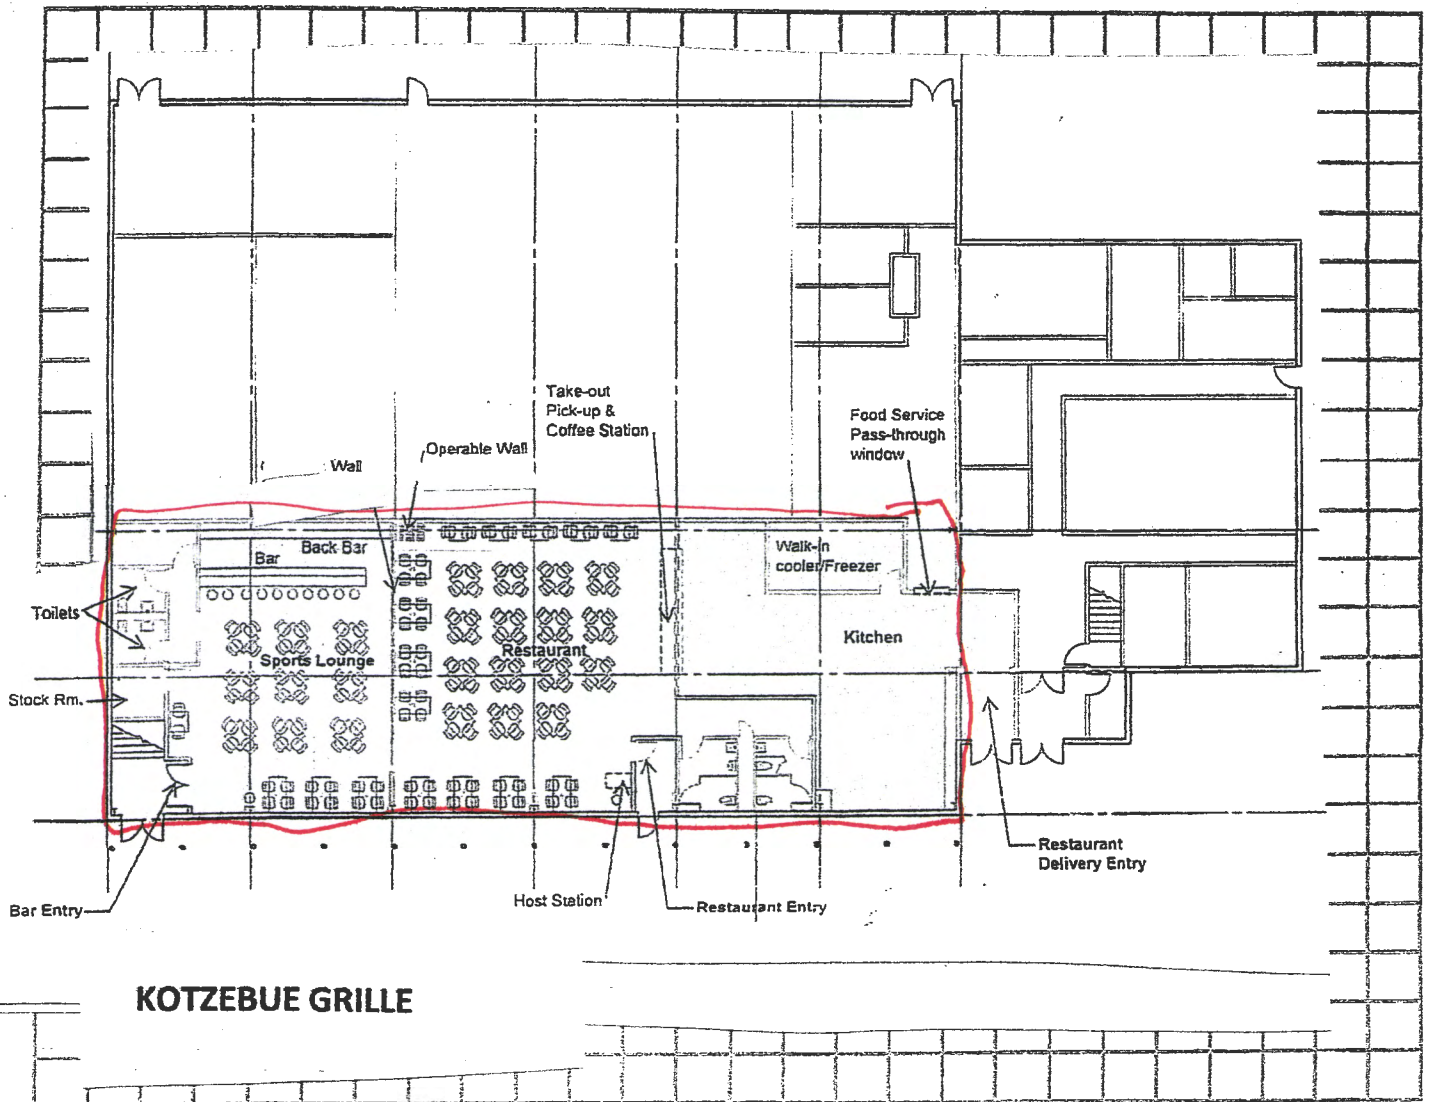 Take-out
Pick-up &
Coffee Station
Food Service
Pass-through
window
Operable Wall
Wall
Back Bar
Bar
Walk-in
cooler/Freezer
Toilets
Kitchen
Restaurant
Sports Lounge
Stock Rm.
Restaurant
Delivery Entry
Host Station
Restaurant Entry
Bar Entry
KOTZEBUE GRILLE